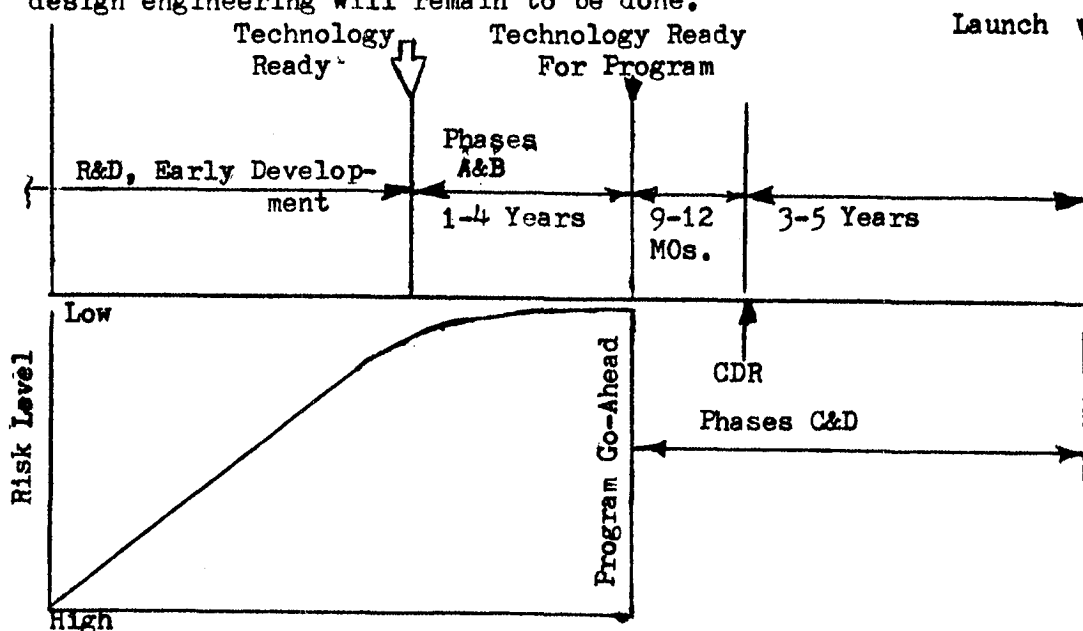 design engineering will remain to be done.
Technology
Ready
Technology Ready
For Program
Launch
R&D, Early Develop-
ment
Phases
A&B
1-4 Years
9-12
MOs.
3-5 Years
Low
Risk Level
High
Program Go-Ahead
CDR
Phases C&D